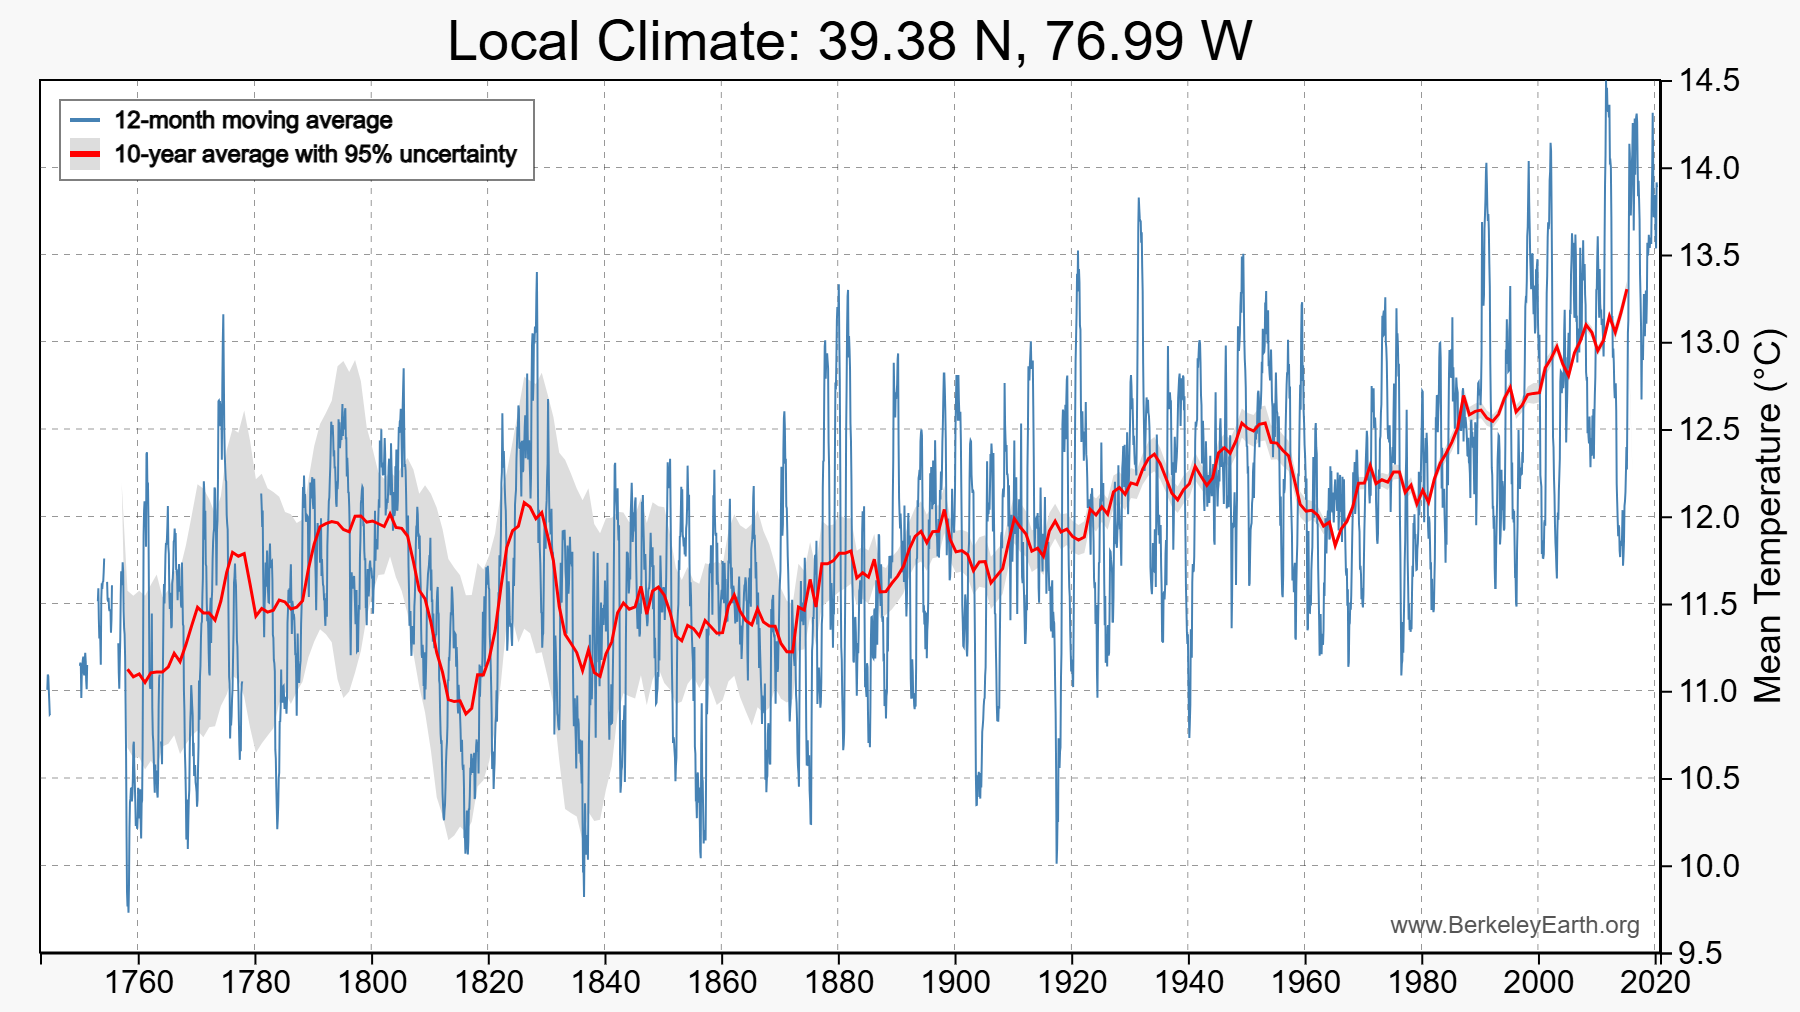 Local Climate: 39.38 N, 76.99 W
12-month moving average
10-year average with 95% uncertainty
14.5
14.0
13.5
13.0
12.5
12.0
11.5
11.0
10.5
10.0
9.5
Mean Temperature (°C)
www.BerkeleyEarth.org
1760 1780 1800 1820 1840 1860 1880 1900 1920 1940 1960 1980 2000 2020